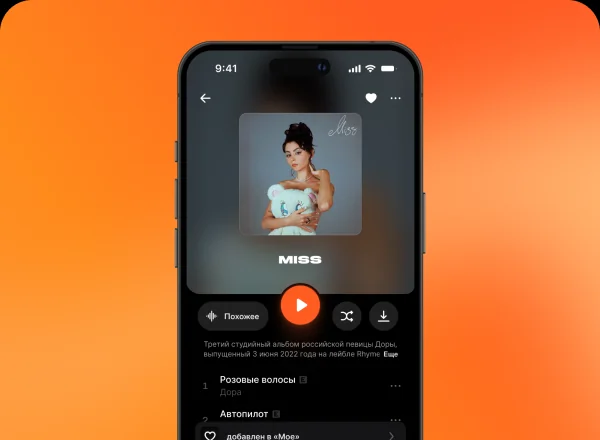 9:41
Miss
MISS
Похожее
Третий студийный альбом российской певицы Доры,
выпущенный 3 июня 2022 года на лейбле Rhyme Еще
1 Розовые волосы E
Дора
2 Автопилот E
добавлен в «Мое»